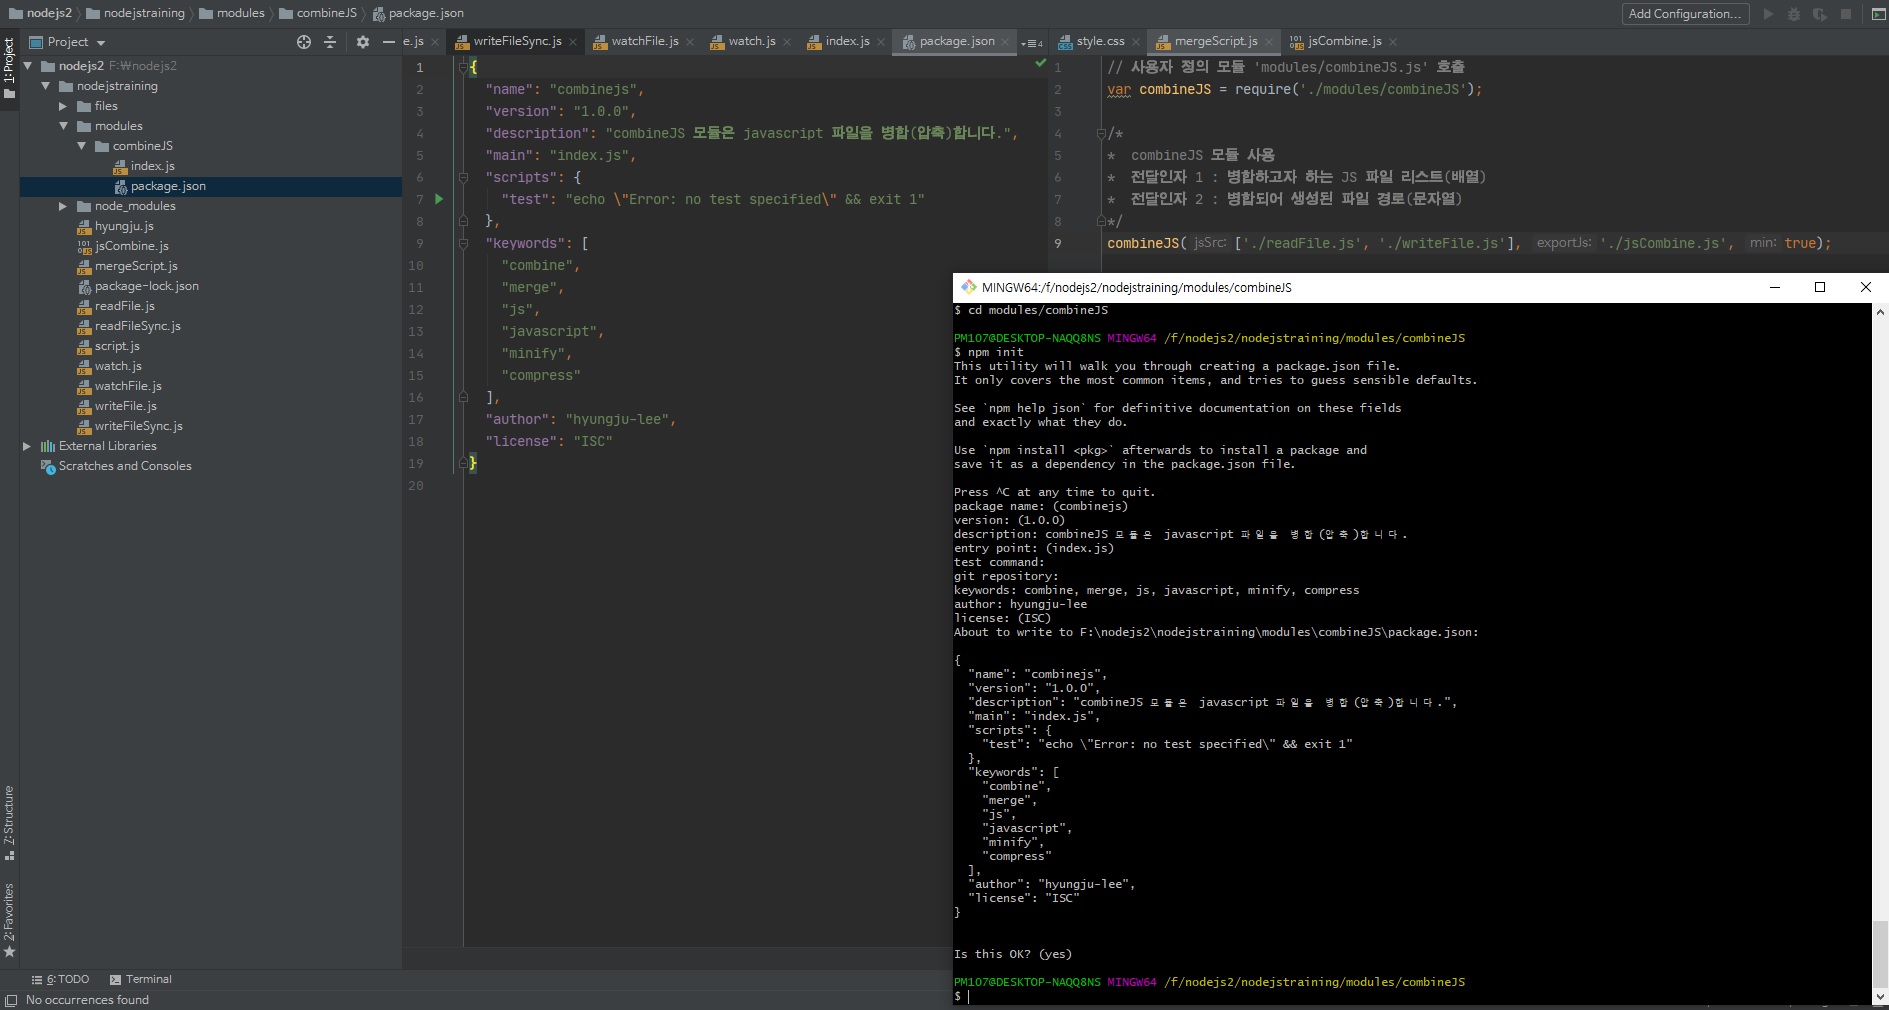 nodejs2 nodejstraining modules combineJS package.json
Add Configuration...
Project
e.js writeFileSync.js watchFile.js watch.js index.js package.json 4
style.css mergeScript.js jsCombine.js
1: Project
nodejs2 F:₩nodejs2
nodejstraining
files
modules
combineJS
index.js
package.json
node_modules
hyungju.js
jsCombine.js
mergeScript.js
package-lock.json
readFile.js
readFileSync.js
script.js
watch.js
watchFile.js
writeFile.js
writeFileSync.js
External Libraries
Scratches and Consoles
Z: Structure
2: Favorites
1 {
2 "name": "combinejs",
3 "version": "1.0.0",
4 "description": "combineJS 모듈은 javascript 파일을 병합(압축)합니다.",
5 "main": "index.js",
6 "scripts": {
7 "test": "echo \"Error: no test specified\" && exit 1"
8 },
9 "keywords": [
10 "combine",
11 "merge",
12 "js",
13 "javascript",
14 "minify",
15 "compress"
16 ],
17 "author": "hyungju-lee",
18 "license": "ISC"
19 }
20
1 // 사용자 정의 모듈 'modules/combineJS.js' 호출
2 var combineJS = require('./modules/combineJS');
3
4 /*
5 * combineJS 모듈 사용
6 * 전달인자 1 : 병합하고자 하는 JS 파일 리스트(배열)
7 * 전달인자 2 : 병합되어 생성된 파일 경로(문자열)
8 */
9 combineJS( jsSrc: ['./readFile.js', './writeFile.js'], exportJs: './jsCombine.js', min: true);
MINGW64:/f/nodejs2/nodejstraining/modules/combineJS
$ cd modules/combineJS
PM107@DESKTOP-NAQQ8NS MINGW64 /f/nodejs2/nodejstraining/modules/combineJS
$ npm init
This utility will walk you through creating a package.json file.
It only covers the most common items, and tries to guess sensible defaults.
See `npm help json` for definitive documentation on these fields
and exactly what they do.
Use `npm install <pkg>` afterwards to install a package and
save it as a dependency in the package.json file.
Press ^C at any time to quit.
package name: (combinejs)
version: (1.0.0)
description: combineJS 모듈은 javascript 파일을 병합(압축)합니다.
entry point: (index.js)
test command:
git repository:
keywords: combine, merge, js, javascript, minify, compress
author: hyungju-lee
license: (ISC)
About to write to F:\nodejs2\nodejstraining\modules\combineJS\package.json:
{
"name": "combinejs",
"version": "1.0.0",
"description": "combineJS 모듈은 javascript 파일을 병합(압축)합니다.",
"main": "index.js",
"scripts": {
"test": "echo \"Error: no test specified\" && exit 1"
},
"keywords": [
"combine",
"merge",
"js",
"javascript",
"minify",
"compress"
],
"author": "hyungju-lee",
"license": "ISC"
}
Is this OK? (yes)
PM107@DESKTOP-NAQQ8NS MINGW64 /f/nodejs2/nodejstraining/modules/combineJS
$
6: TODO Terminal
No occurrences found